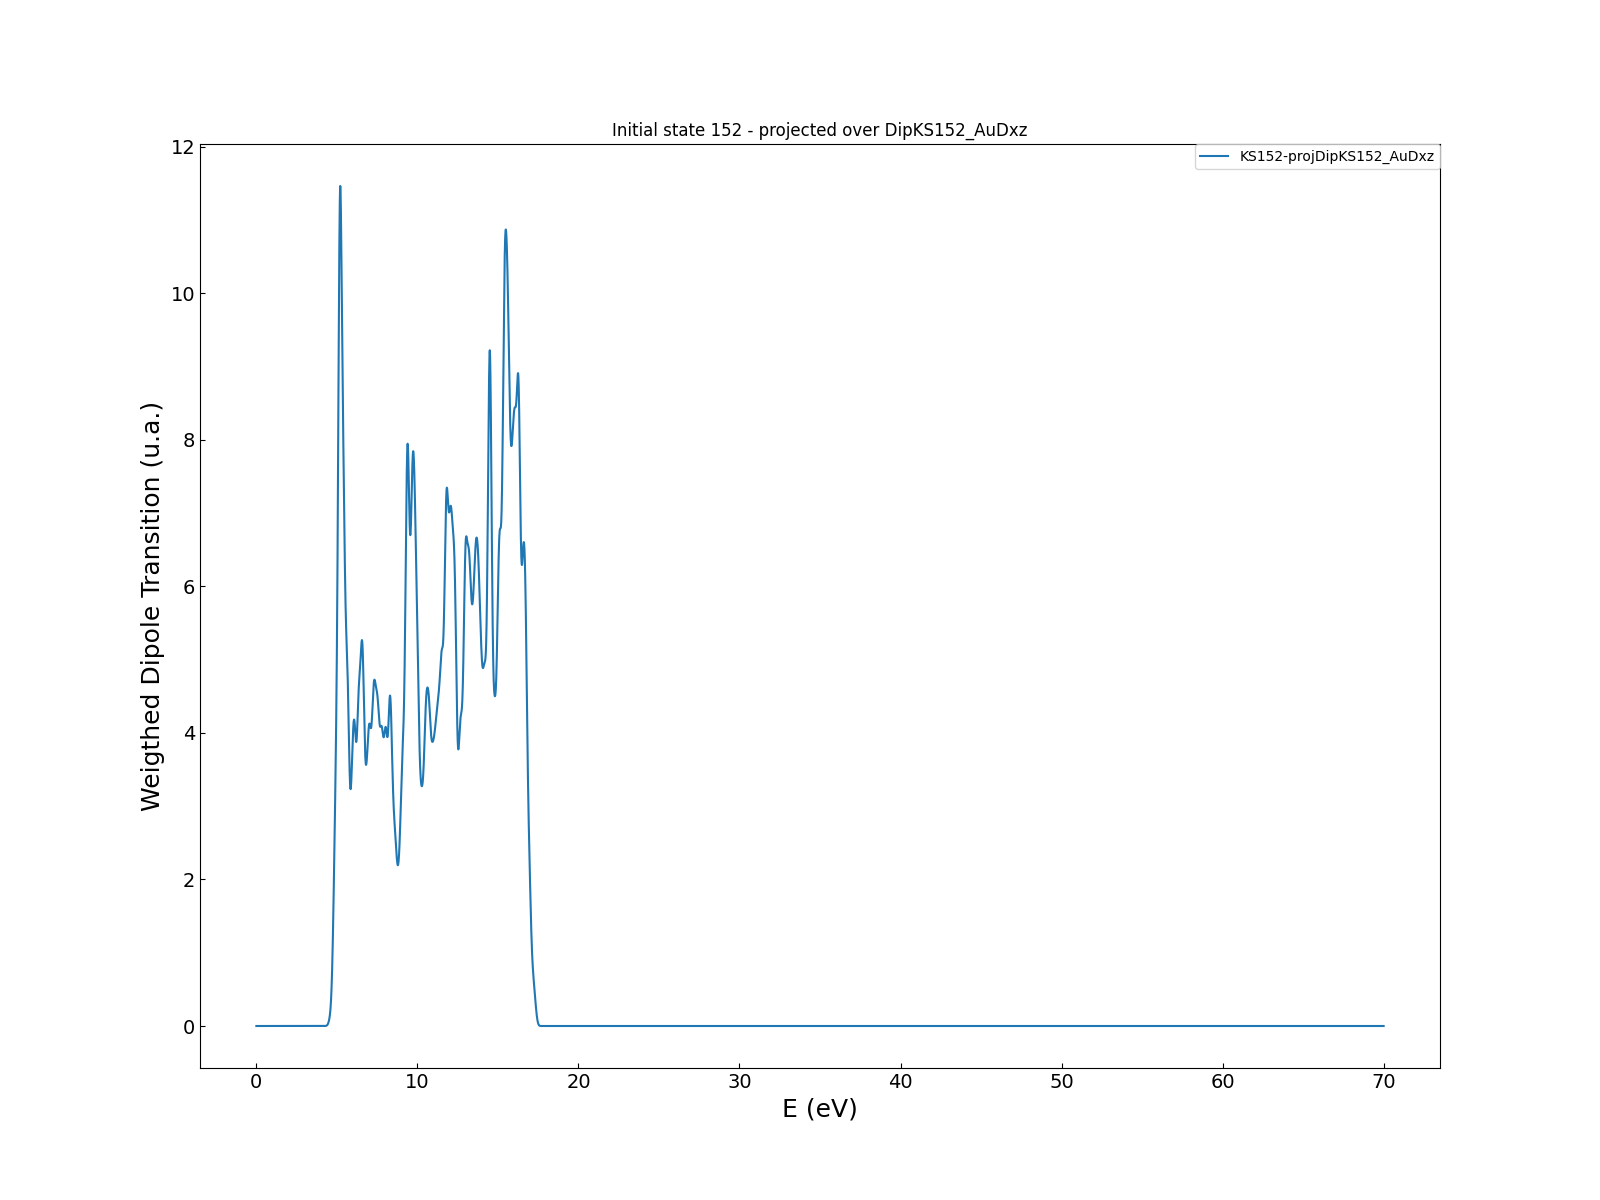 Initial state 152 - projected over DipKS152_AuDxz
KS152-projDipKS152_AuDxz
Weigthed Dipole Transition (u.a.)
12
10
8
6
4
2
0
0 10 20 30 40 50 60 70
E (eV)